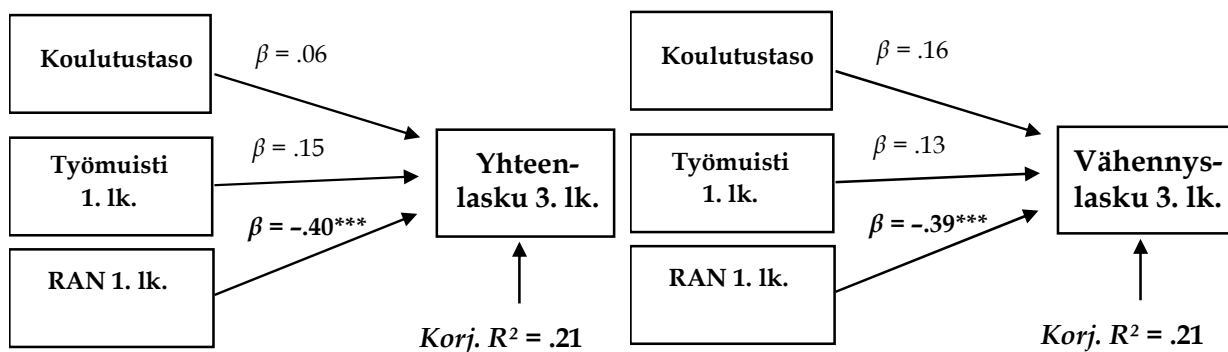 Koulutustaso
β = .06
Työmuisti
1. lk.
β = .15
RAN 1. lk.
β = –.40***
Yhteen-
lasku 3. lk.
Korj. R² = .21
Koulutustaso
β = .16
Työmuisti
1. lk.
β = .13
RAN 1. lk.
β = –.39***
Vähennys-
lasku 3. lk.
Korj. R² = .21